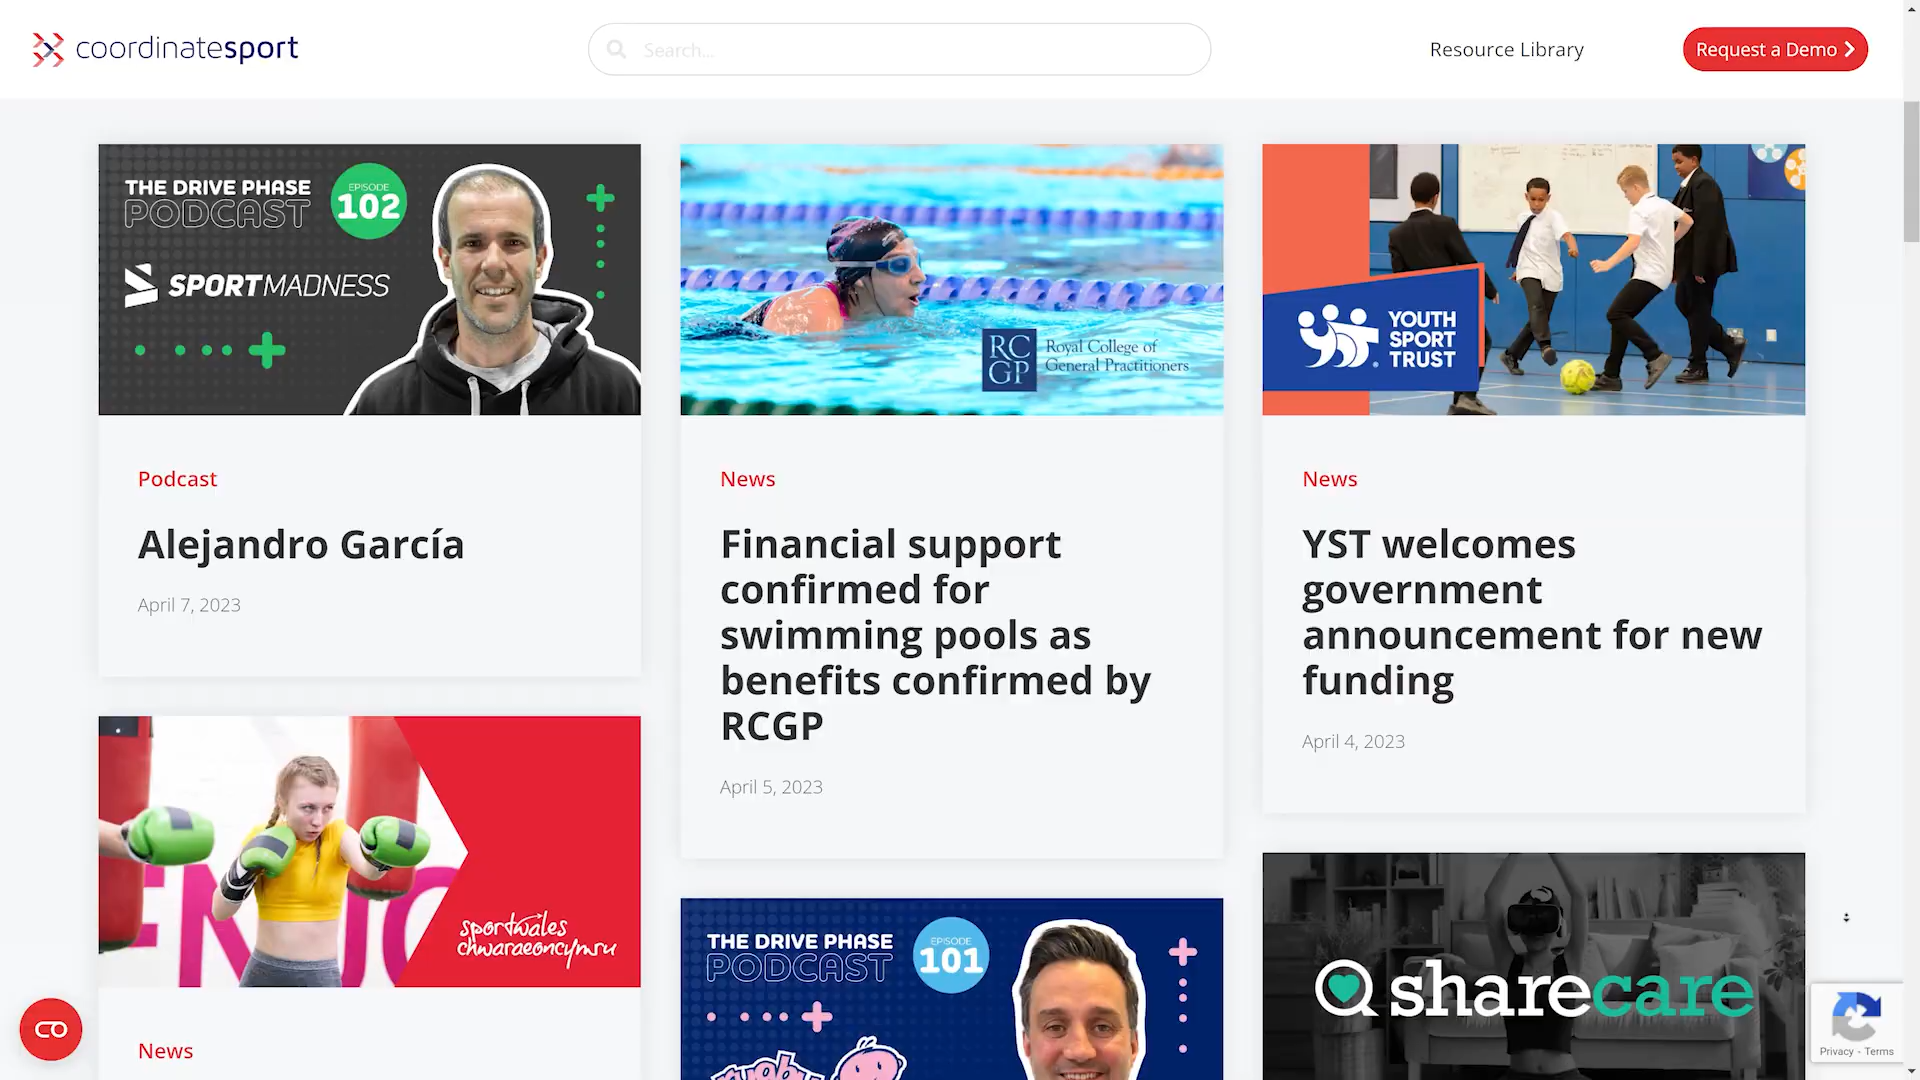 coordinatesport
Search...
Resource Library
Request a Demo
THE DRIVE PHASE
PODCAST
EPISODE
102
SPORTMADNESS
Podcast
Alejandro García
April 7, 2023
RC
GP
Royal College of
General Practitioners
News
Financial support
confirmed for
swimming pools as
benefits confirmed by
RCGP
April 5, 2023
YOUTH
SPORT
TRUST
News
YST welcomes
government
announcement for new
funding
April 4, 2023
sportwales
chwaraeoncymru
News
THE DRIVE PHASE
PODCAST
EPISODE
101
rugby
sharecare
Privacy - Terms